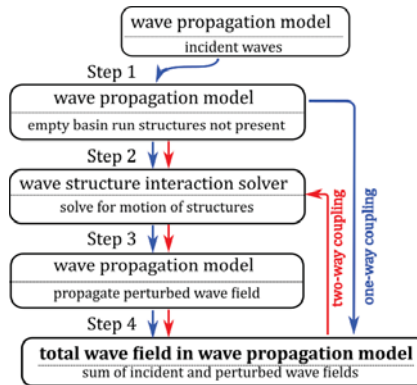 wave propagation model
incident waves
Step 1
wave propagation model
empty basin run structures not present
Step 2
wave structure interaction solver
solve for motion of structures
Step 3
wave propagation model
propagate perturbed wave field
Step 4
total wave field in wave propagation model
sum of incident and perturbed wave fields
two-way coupling
one-way coupling